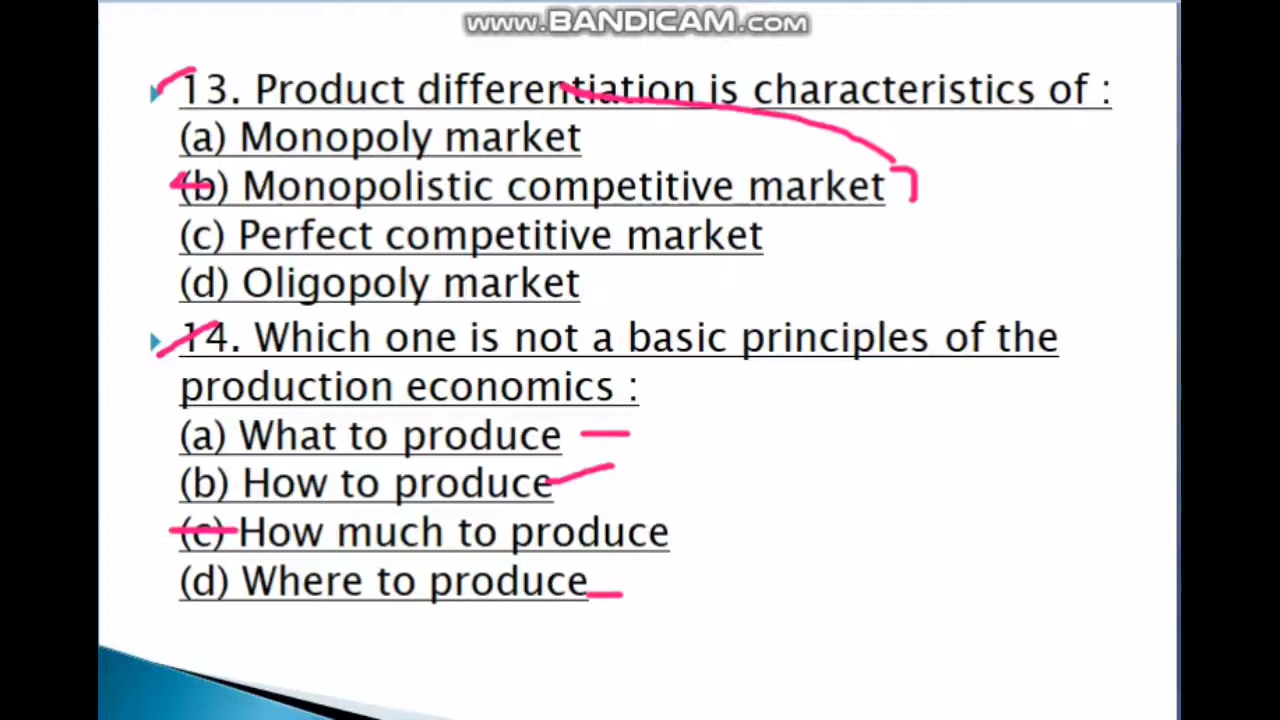 www.BANDICAM.com
13. Product differentiation is characteristics of :
(a) Monopoly market
(b) Monopolistic competitive market
(c) Perfect competitive market
(d) Oligopoly market
14. Which one is not a basic principles of the
production economics :
(a) What to produce
(b) How to produce
(c) How much to produce
(d) Where to produce